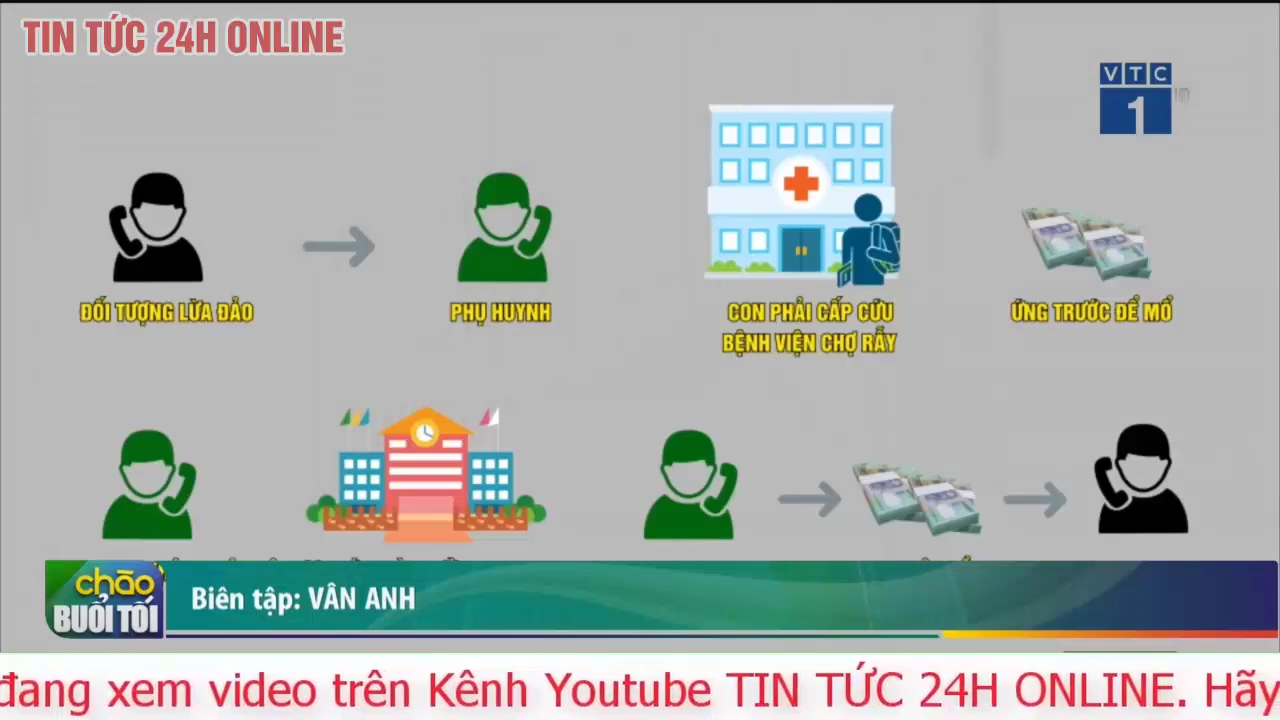 TIN TỨC 24H ONLINE
VTC
1
HD
ĐỐI TƯỢNG LỪA ĐẢO
PHỤ HUYNH
CON PHẢI CẤP CỨU
BỆNH VIỆN CHỢ RẪY
ỨNG TRƯỚC ĐỂ MỔ
chào
BUỔI TỐI
Biên tập: VÂN ANH
đang xem video trên Kênh Youtube TIN TỨC 24H ONLINE. Hãy